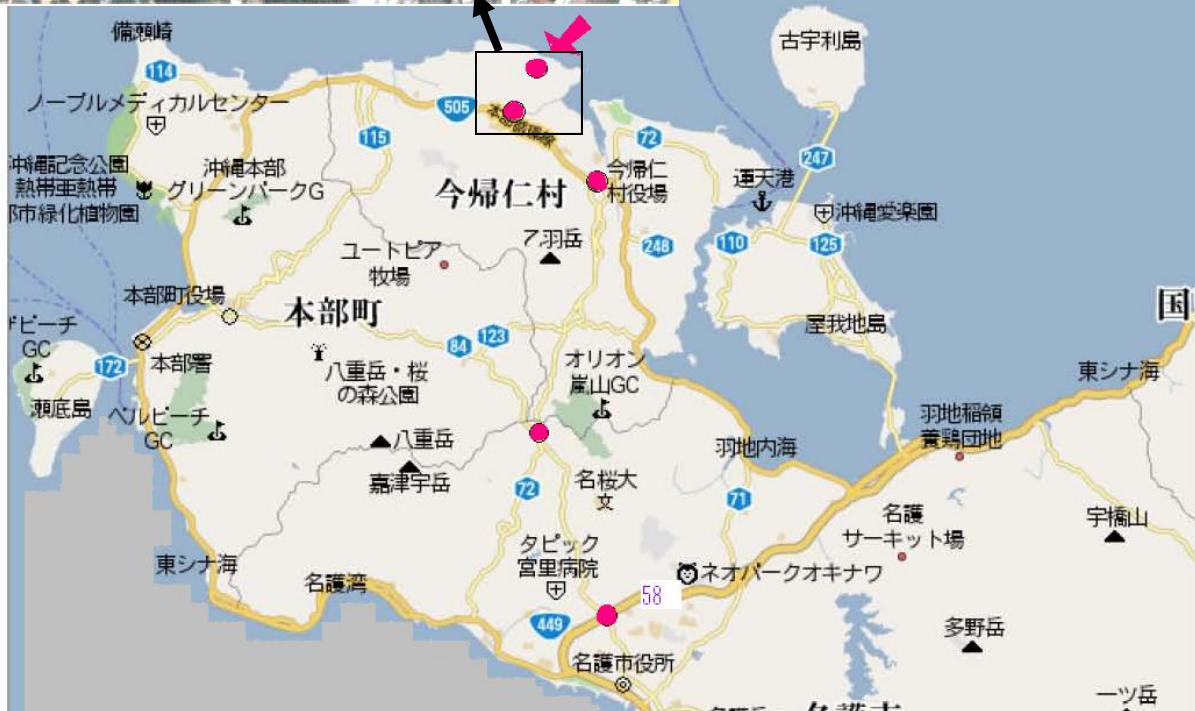 備瀬崎
古宇利島
114
ノーブルメディカルセンター
505
115
72
247
沖縄記念公園
熱帯亜熱帯
都市緑化植物園
沖縄本部
グリーンパークG
今帰仁村
今帰仁
村役場
運天港
沖縄愛楽園
ユートピア
牧場
乙羽岳
248
110
125
本部町役場
本部町
国
ビーチ
GC
本部署
172
84
123
オリオン
嵐山GC
屋我地島
東シナ海
八重岳・桜
の森公園
瀬底島
ベルビーチ
GC
八重岳
嘉津宇岳
羽地内海
羽地稲領
養鶏団地
72
名桜大
71
名護
サーキット場
宇橋山
東シナ海
名護湾
タピック
宮里病院
ネオパークオキナワ
58
449
多野岳
名護市役所
一ツ岳
名護市